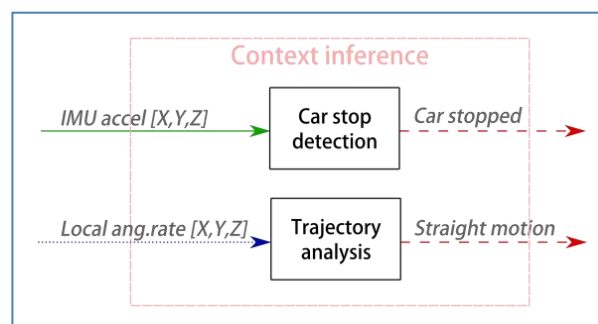 Context inference
IMU accel [X,Y,Z]
Car stop
detection
Car stopped
Local ang.rate [X,Y,Z]
Trajectory
analysis
Straight motion